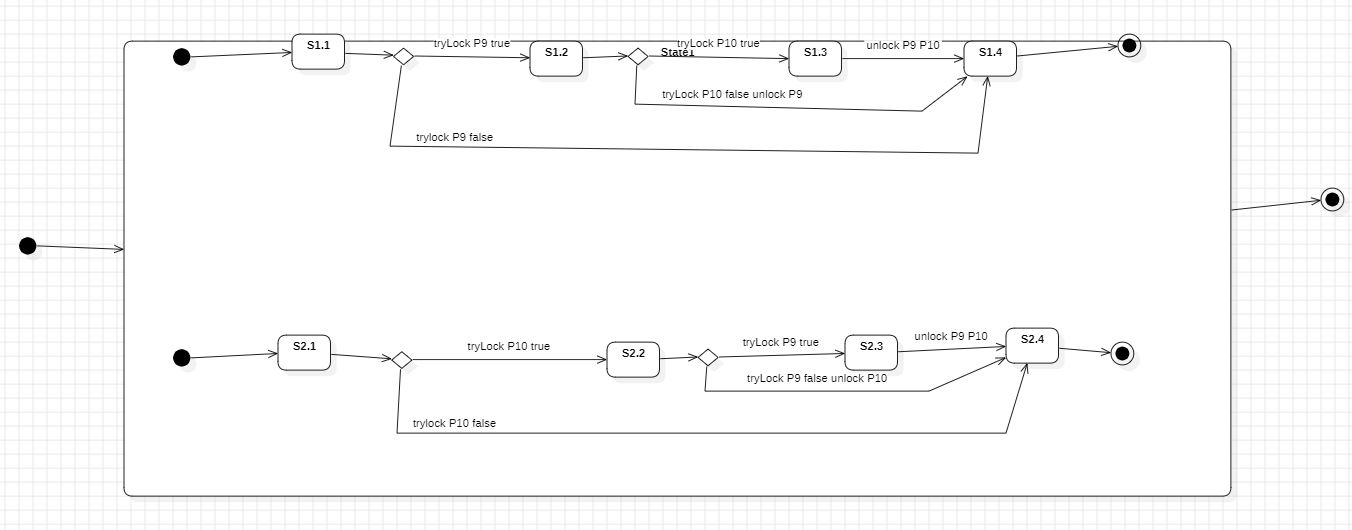 S1.1
tryLock P9 true
S1.2
State1
tryLock P10 true
S1.3
unlock P9 P10
S1.4
tryLock P10 false unlock P9
trylock P9 false
S2.1
tryLock P10 true
S2.2
tryLock P9 true
S2.3
unlock P9 P10
S2.4
tryLock P9 false unlock P10
trylock P10 false